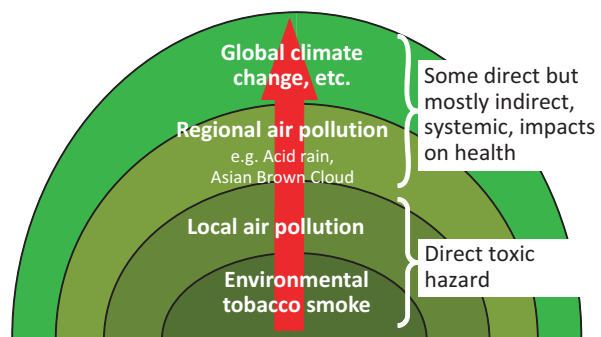 Global climate
change, etc.
Some direct but
mostly indirect,
systemic, impacts
on health
Regional air pollution
e.g. Acid rain,
Asian Brown Cloud
Local air pollution
Direct toxic
hazard
Environmental
tobacco smoke